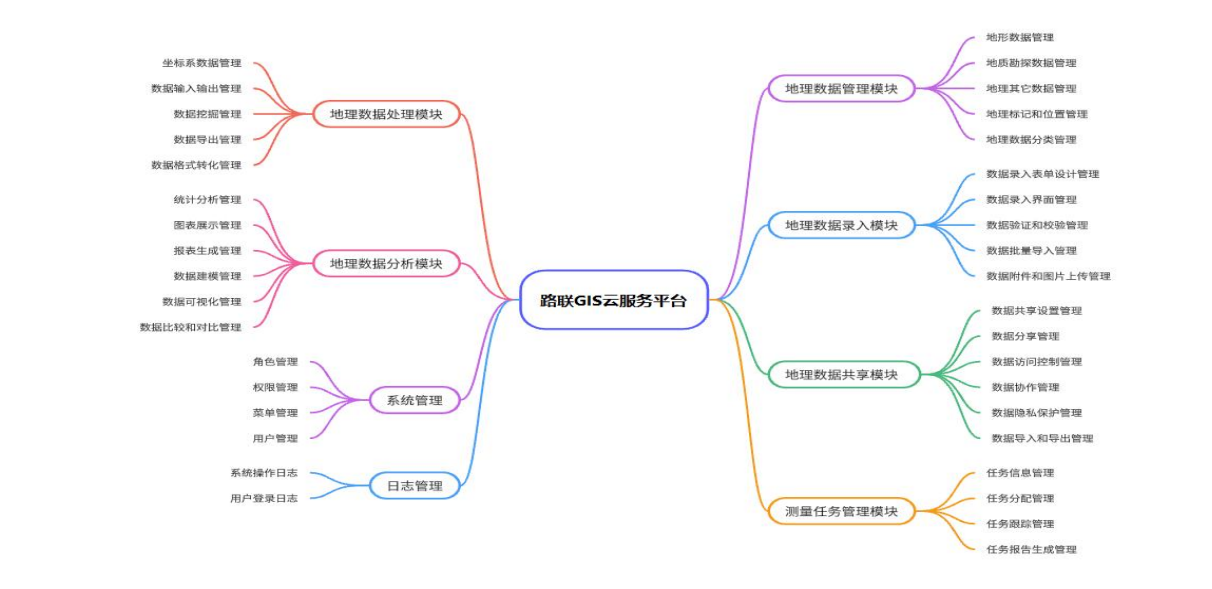 路联GIS云服务平台
地理数据管理模块
地形数据管理
地质勘探数据管理
地理其它数据管理
地理标记和位置管理
地理数据分类管理
地理数据录入模块
数据录入表单设计管理
数据录入界面管理
数据验证和校验管理
数据批量导入管理
数据附件和图片上传管理
地理数据共享模块
数据共享设置管理
数据分享管理
数据访问控制管理
数据协作管理
数据隐私保护管理
数据导入和导出管理
测量任务管理模块
任务信息管理
任务分配管理
任务跟踪管理
任务报告生成管理
地理数据处理模块
坐标系数据管理
数据输入输出管理
数据挖掘管理
数据导出管理
数据格式转化管理
地理数据分析模块
统计分析管理
图表展示管理
报表生成管理
数据建模管理
数据可视化管理
数据比较和对比管理
系统管理
角色管理
权限管理
菜单管理
用户管理
日志管理
系统操作日志
用户登录日志